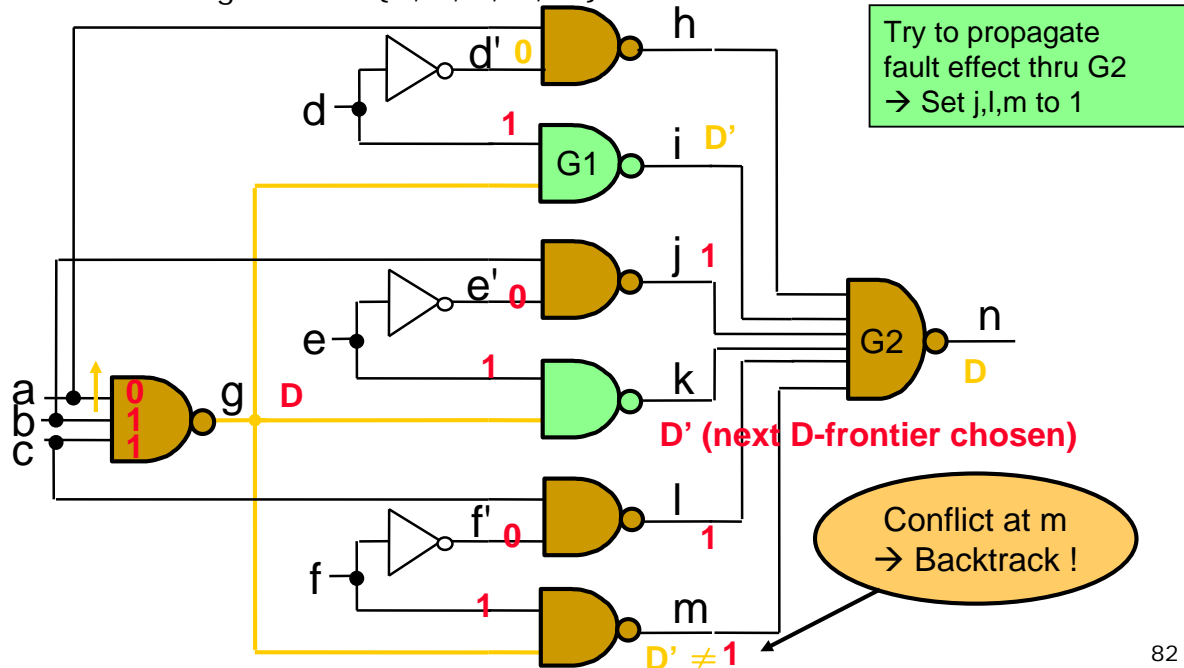 Try to propagate
fault effect thru G2
→ Set j,l,m to 1
h
d' 0
d
1
G1
i D'
j 1
e' 0
e
1
k
D' (next D-frontier chosen)
G2
n
D
a 0
b 1
c 1
g D
l
1
f' 0
f
1
m
D' ≠ 1
Conflict at m
→ Backtrack !
82